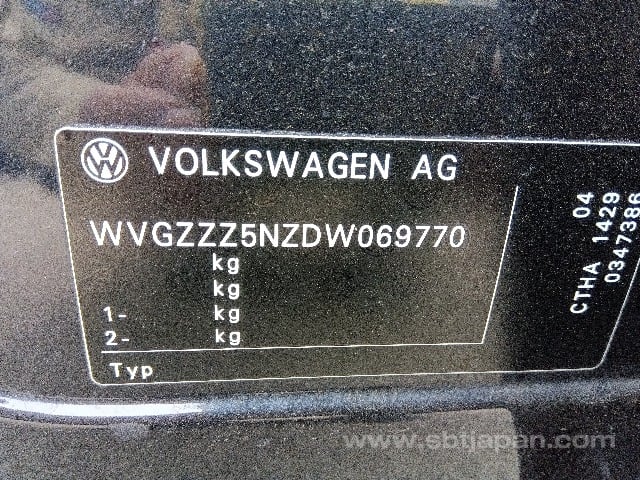 VOLKSWAGEN AG
WVGZZZ5NZDW069770
kg
kg
1- kg
2- kg
Typ
04
CTHA 1429
0347386
www.sbtjapan.com